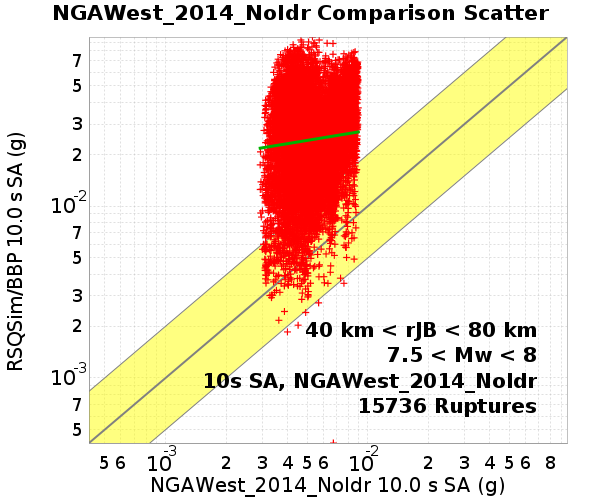 NGAWest_2014_NoIdr Comparison Scatter
RSQSim/BBP 10.0 s SA (g)
7
5
3
2
10-2
7
5
3
2
10-3
7
5
40 km < rJB < 80 km
7.5 < Mw < 8
10s SA, NGAWest_2014_NoIdr
15736 Ruptures
5 6 10-3 2 3 4 5 6 10-2 2 3 4 5 6 8
NGAWest_2014_NoIdr 10.0 s SA (g)